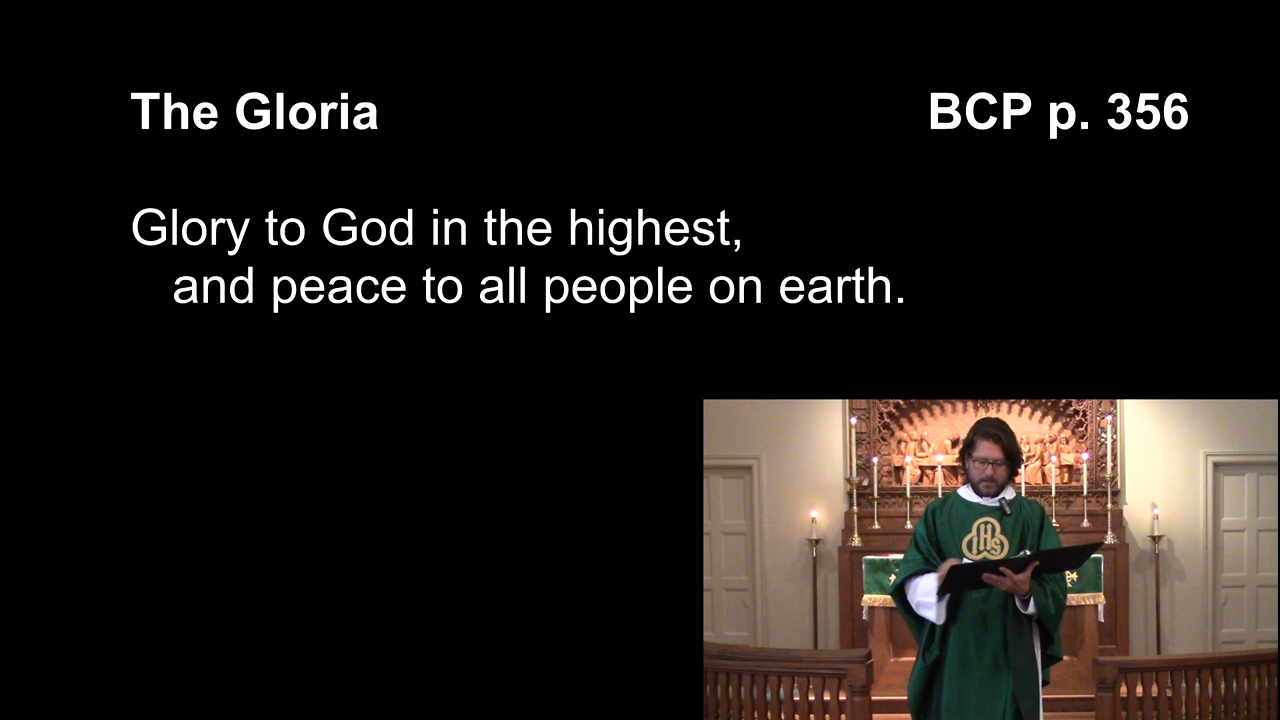 The Gloria BCP p. 356
Glory to God in the highest,
and peace to all people on earth.
IHS